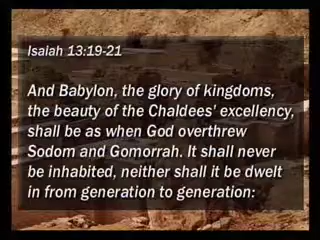 Isaiah 13:19-21
And Babylon, the glory of kingdoms,
the beauty of the Chaldees' excellency,
shall be as when God overthrew
Sodom and Gomorrah. It shall never
be inhabited, neither shall it be dwelt
in from generation to generation: